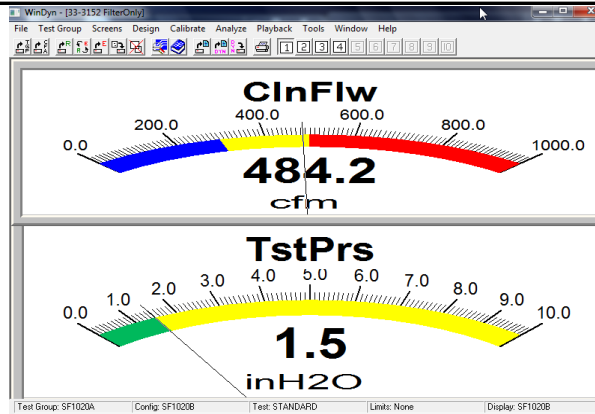 WinDyn - [33-3152 FilterOnly]
File Test Group Screens Design Calibrate Analyze Playback Tools Window Help
1 2 3 4 5 6 7 8 9 10
ClnFlw
0.0 200.0 400.0 600.0 800.0 1000.0
484.2
cfm
TstPrs
0.0 1.0 2.0 3.0 4.0 5.0 6.0 7.0 8.0 9.0 10.0
1.5
inH2O
Test Group: SF1020A Config: SF1020B Test: STANDARD Limits: None Display: SF1020B